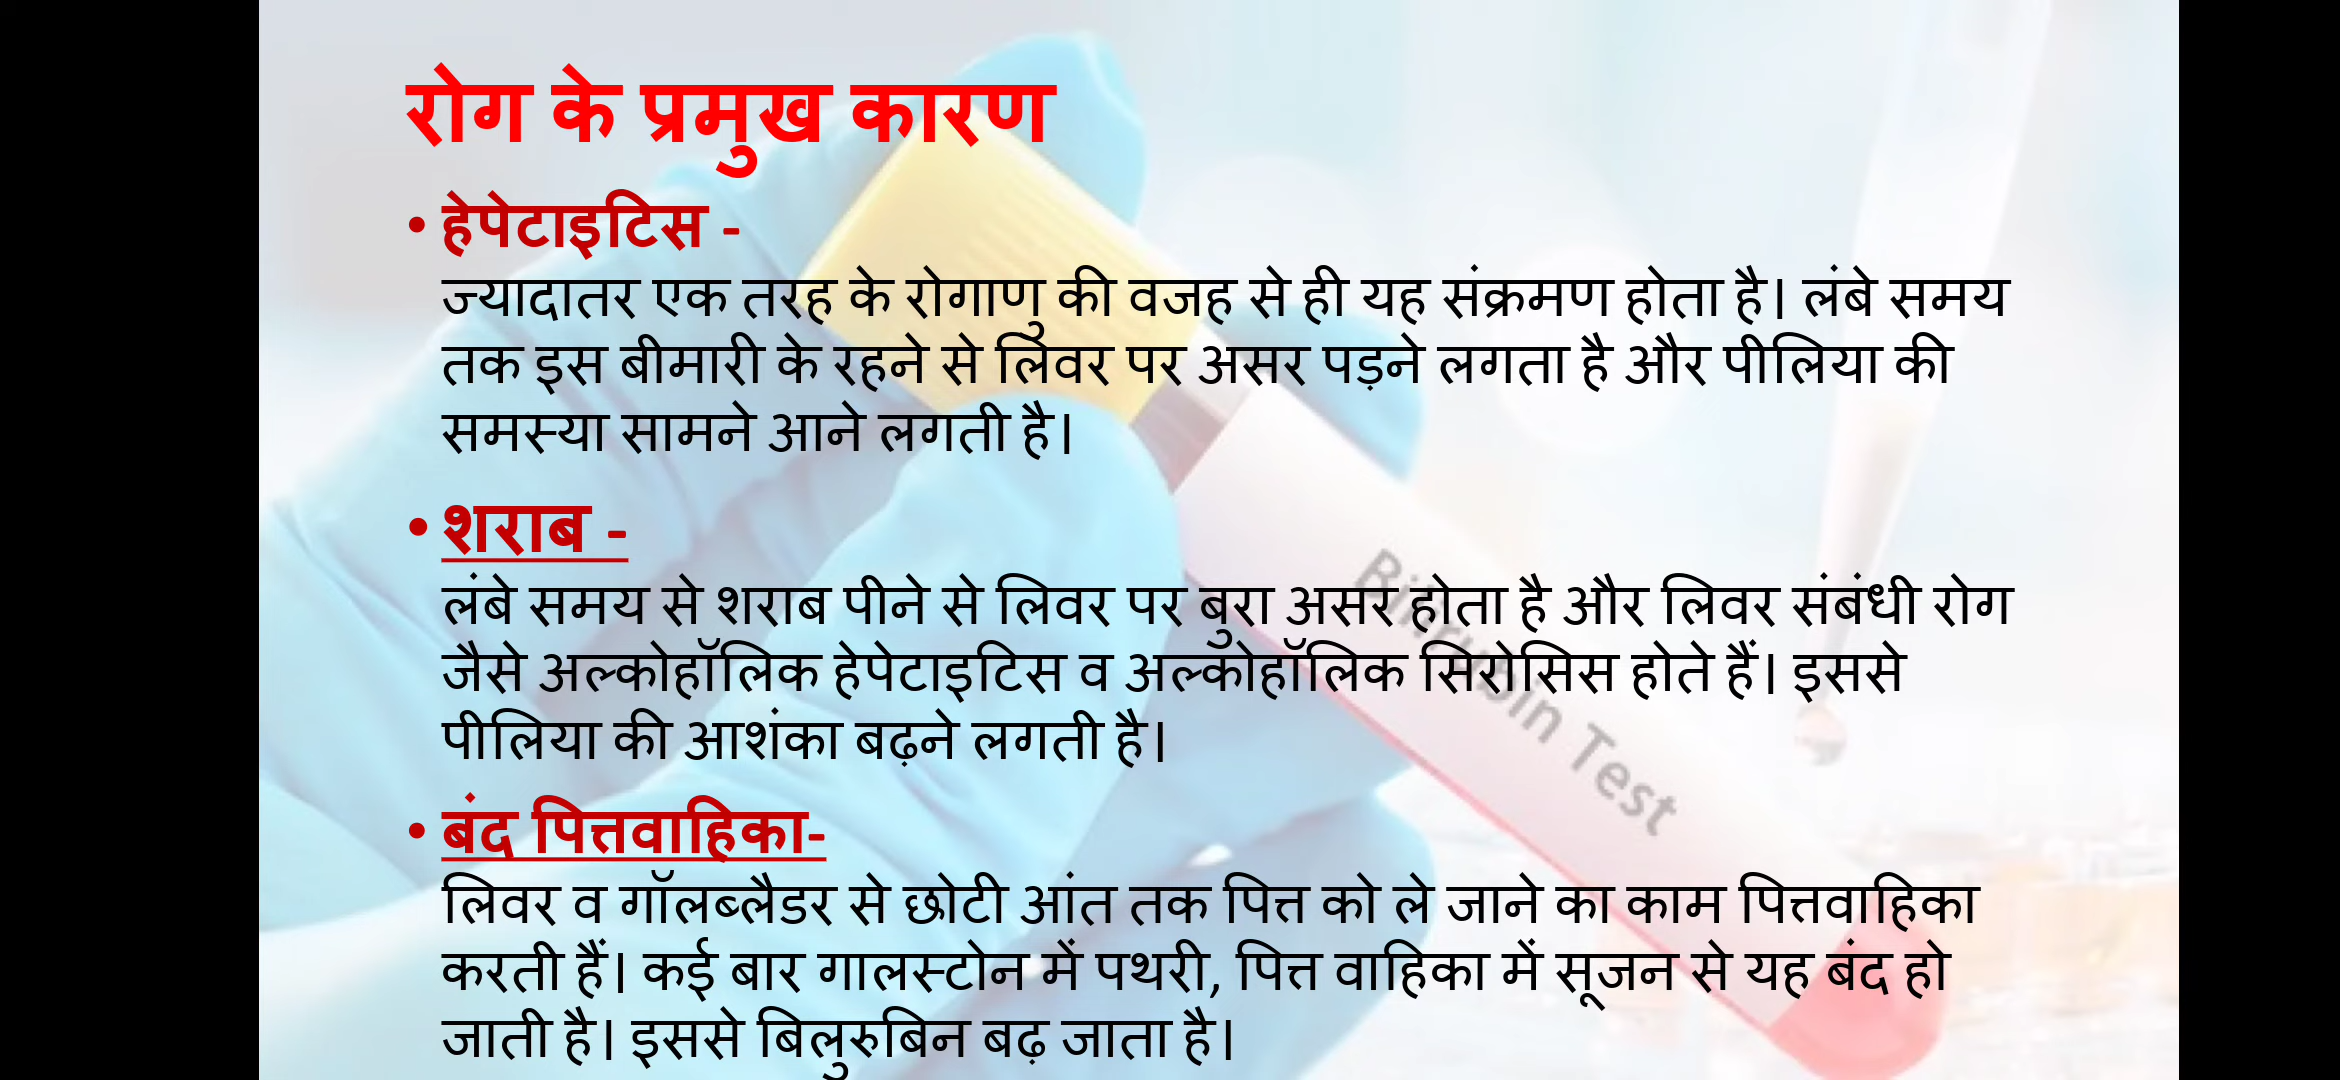 रोग के प्रमुख कारण
• हेपेटाइटिस -
ज्यादातर एक तरह के रोगाणु की वजह से ही यह संक्रमण होता है। लंबे समय
तक इस बीमारी के रहने से लिवर पर असर पड़ने लगता है और पीलिया की
समस्या सामने आने लगती है।
• शराब -
लंबे समय से शराब पीने से लिवर पर बुरा असर होता है और लिवर संबंधी रोग
जैसे अल्कोहॉलिक हेपेटाइटिस व अल्कोहॉलिक सिरोसिस होते हैं। इससे
पीलिया की आशंका बढ़ने लगती है।
• बंद पित्तवाहिका-
लिवर व गॉलब्लैडर से छोटी आंत तक पित्त को ले जाने का काम पित्तवाहिका
करती हैं। कई बार गालस्टोन में पथरी, पित्त वाहिका में सूजन से यह बंद हो
जाती है। इससे बिलुरुबिन बढ़ जाता है।
Bilirubin Test